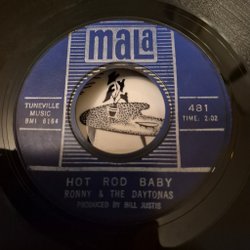 mala
TUNEVILLE
MUSIC
BMI 2:54
481
TIME: 2:02
HOT ROD BABY
RONNY & THE DAYTONAS
PRODUCED BY BILL JUSTIS